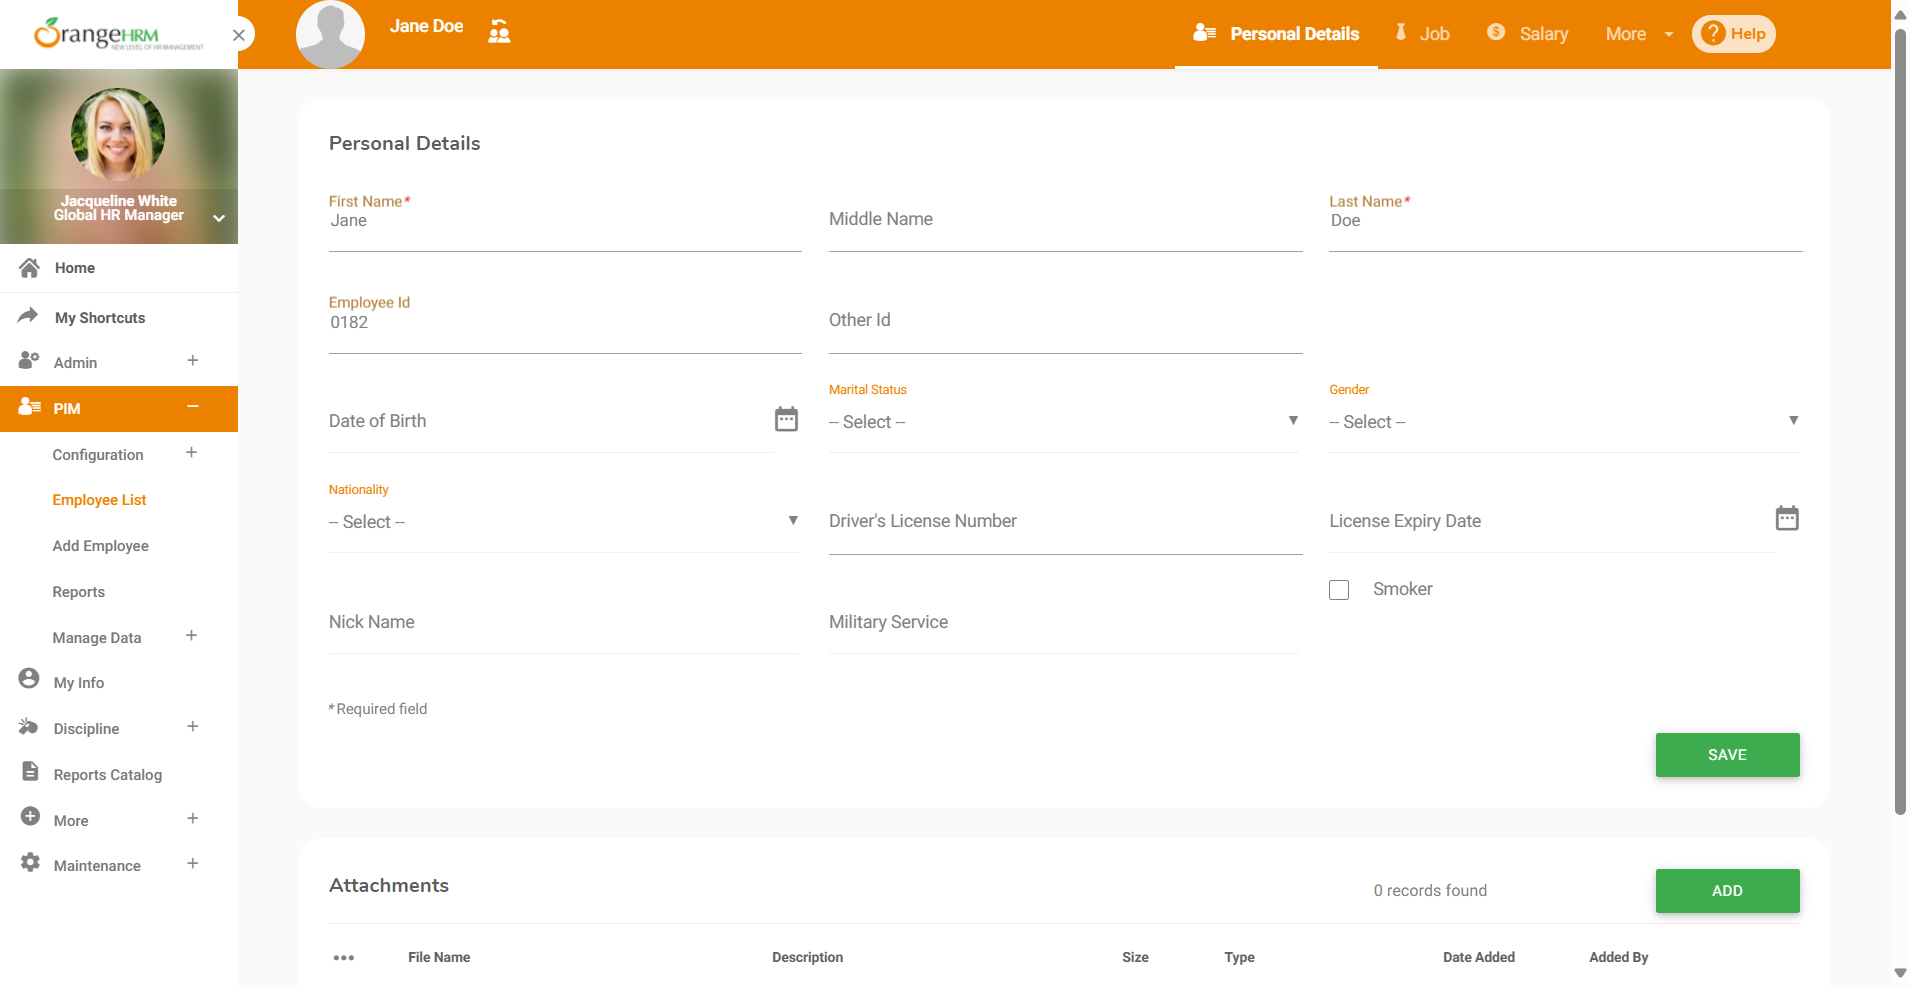 OrangeHRM
NEW LEVEL OF HR MANAGEMENT
Jane Doe
Personal Details
Job
Salary
More
Help
Jacqueline White
Global HR Manager
Home
My Shortcuts
Admin
PIM
Configuration
Employee List
Add Employee
Reports
Manage Data
My Info
Discipline
Reports Catalog
More
Maintenance
Personal Details
First Name*
Jane
Middle Name
Last Name*
Doe
Employee Id
0182
Other Id
Date of Birth
Marital Status
-- Select --
Gender
-- Select --
Nationality
-- Select --
Driver's License Number
License Expiry Date
Smoker
Nick Name
Military Service
* Required field
SAVE
Attachments
0 records found
ADD
File Name Description Size Type Date Added Added By